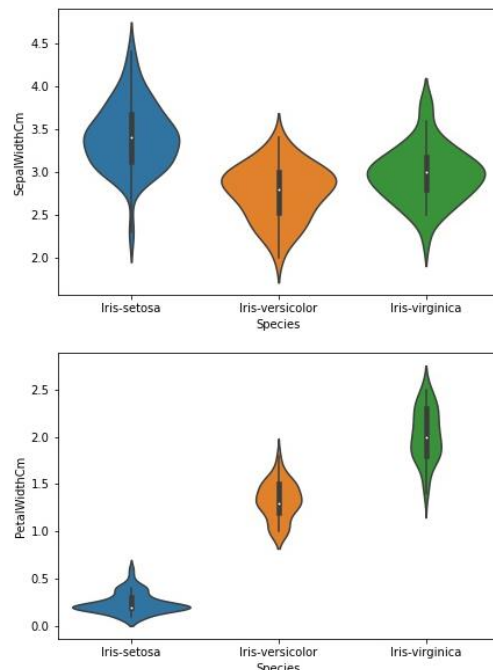 4.5
4.0
3.5
3.0
2.5
2.0
SepalWidthCm
Iris-setosa Iris-versicolor Iris-virginica
Species
2.5
2.0
1.5
1.0
0.5
0.0
PetalWidthCm
Iris-setosa Iris-versicolor Iris-virginica
Species